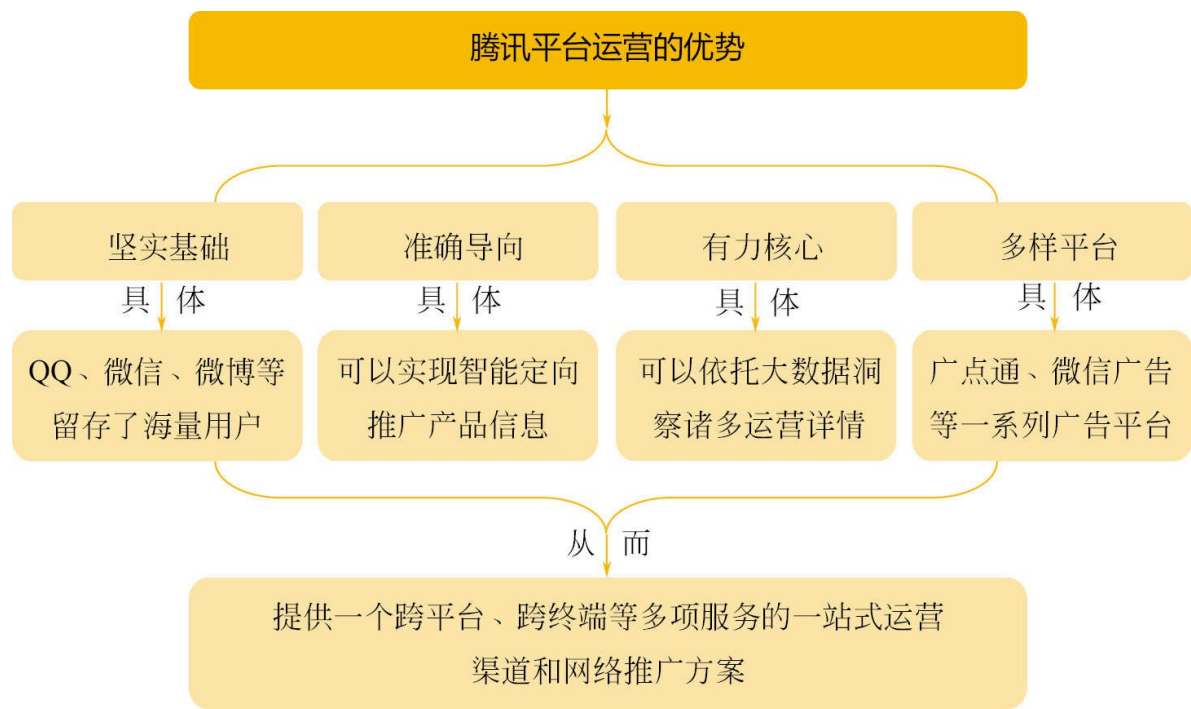 腾讯平台运营的优势
坚实基础
准确导向
有力核心
多样平台
具 体
具 体
具 体
具 体
QQ、微信、微博等
留存了海量用户
可以实现智能定向
推广产品信息
可以依托大数据洞
察诸多运营详情
广点通、微信广告
等一系列广告平台
从 而
提供一个跨平台、跨终端等多项服务的一站式运营
渠道和网络推广方案